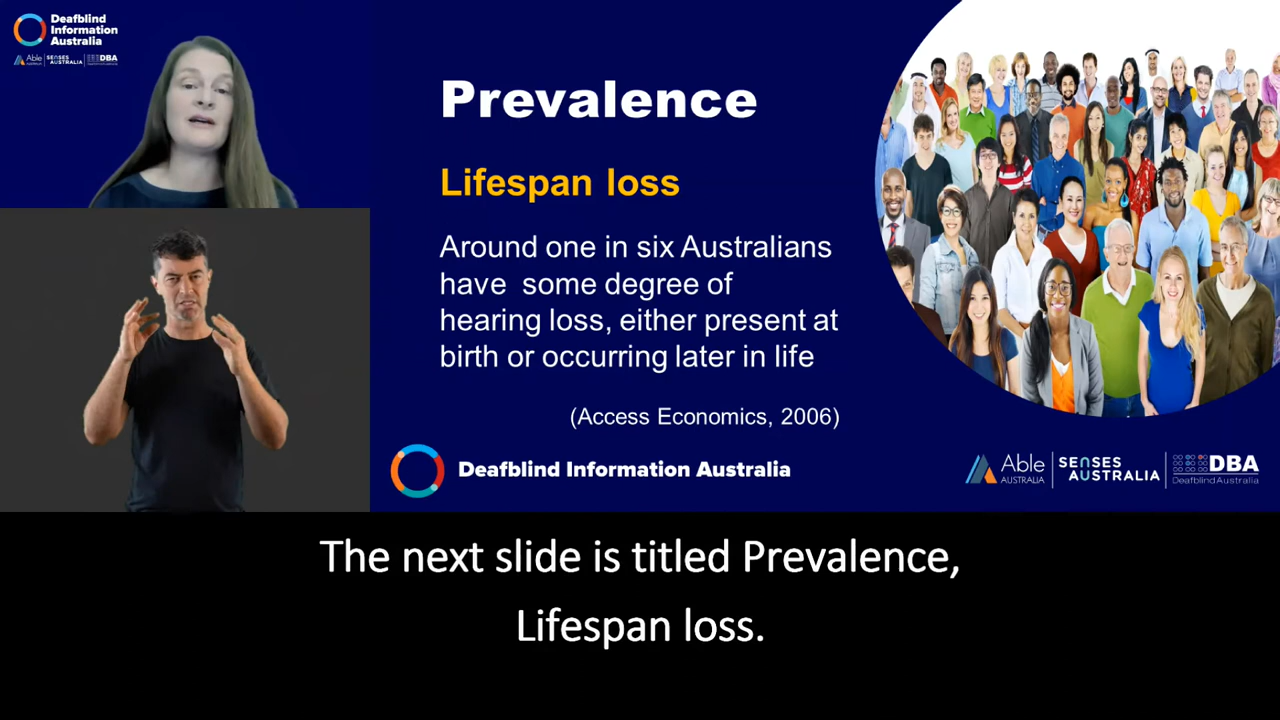 Deafblind
Information
Australia
Able
AUSTRALIA
SENSES
AUSTRALIA
DBA
Prevalence
Lifespan loss
Around one in six Australians
have  some degree of
hearing loss, either present at
birth or occurring later in life
(Access Economics, 2006)
Deafblind Information Australia
Able
AUSTRALIA
SENSES
AUSTRALIA
DBA
Deafblind Australia
The next slide is titled Prevalence,
Lifespan loss.